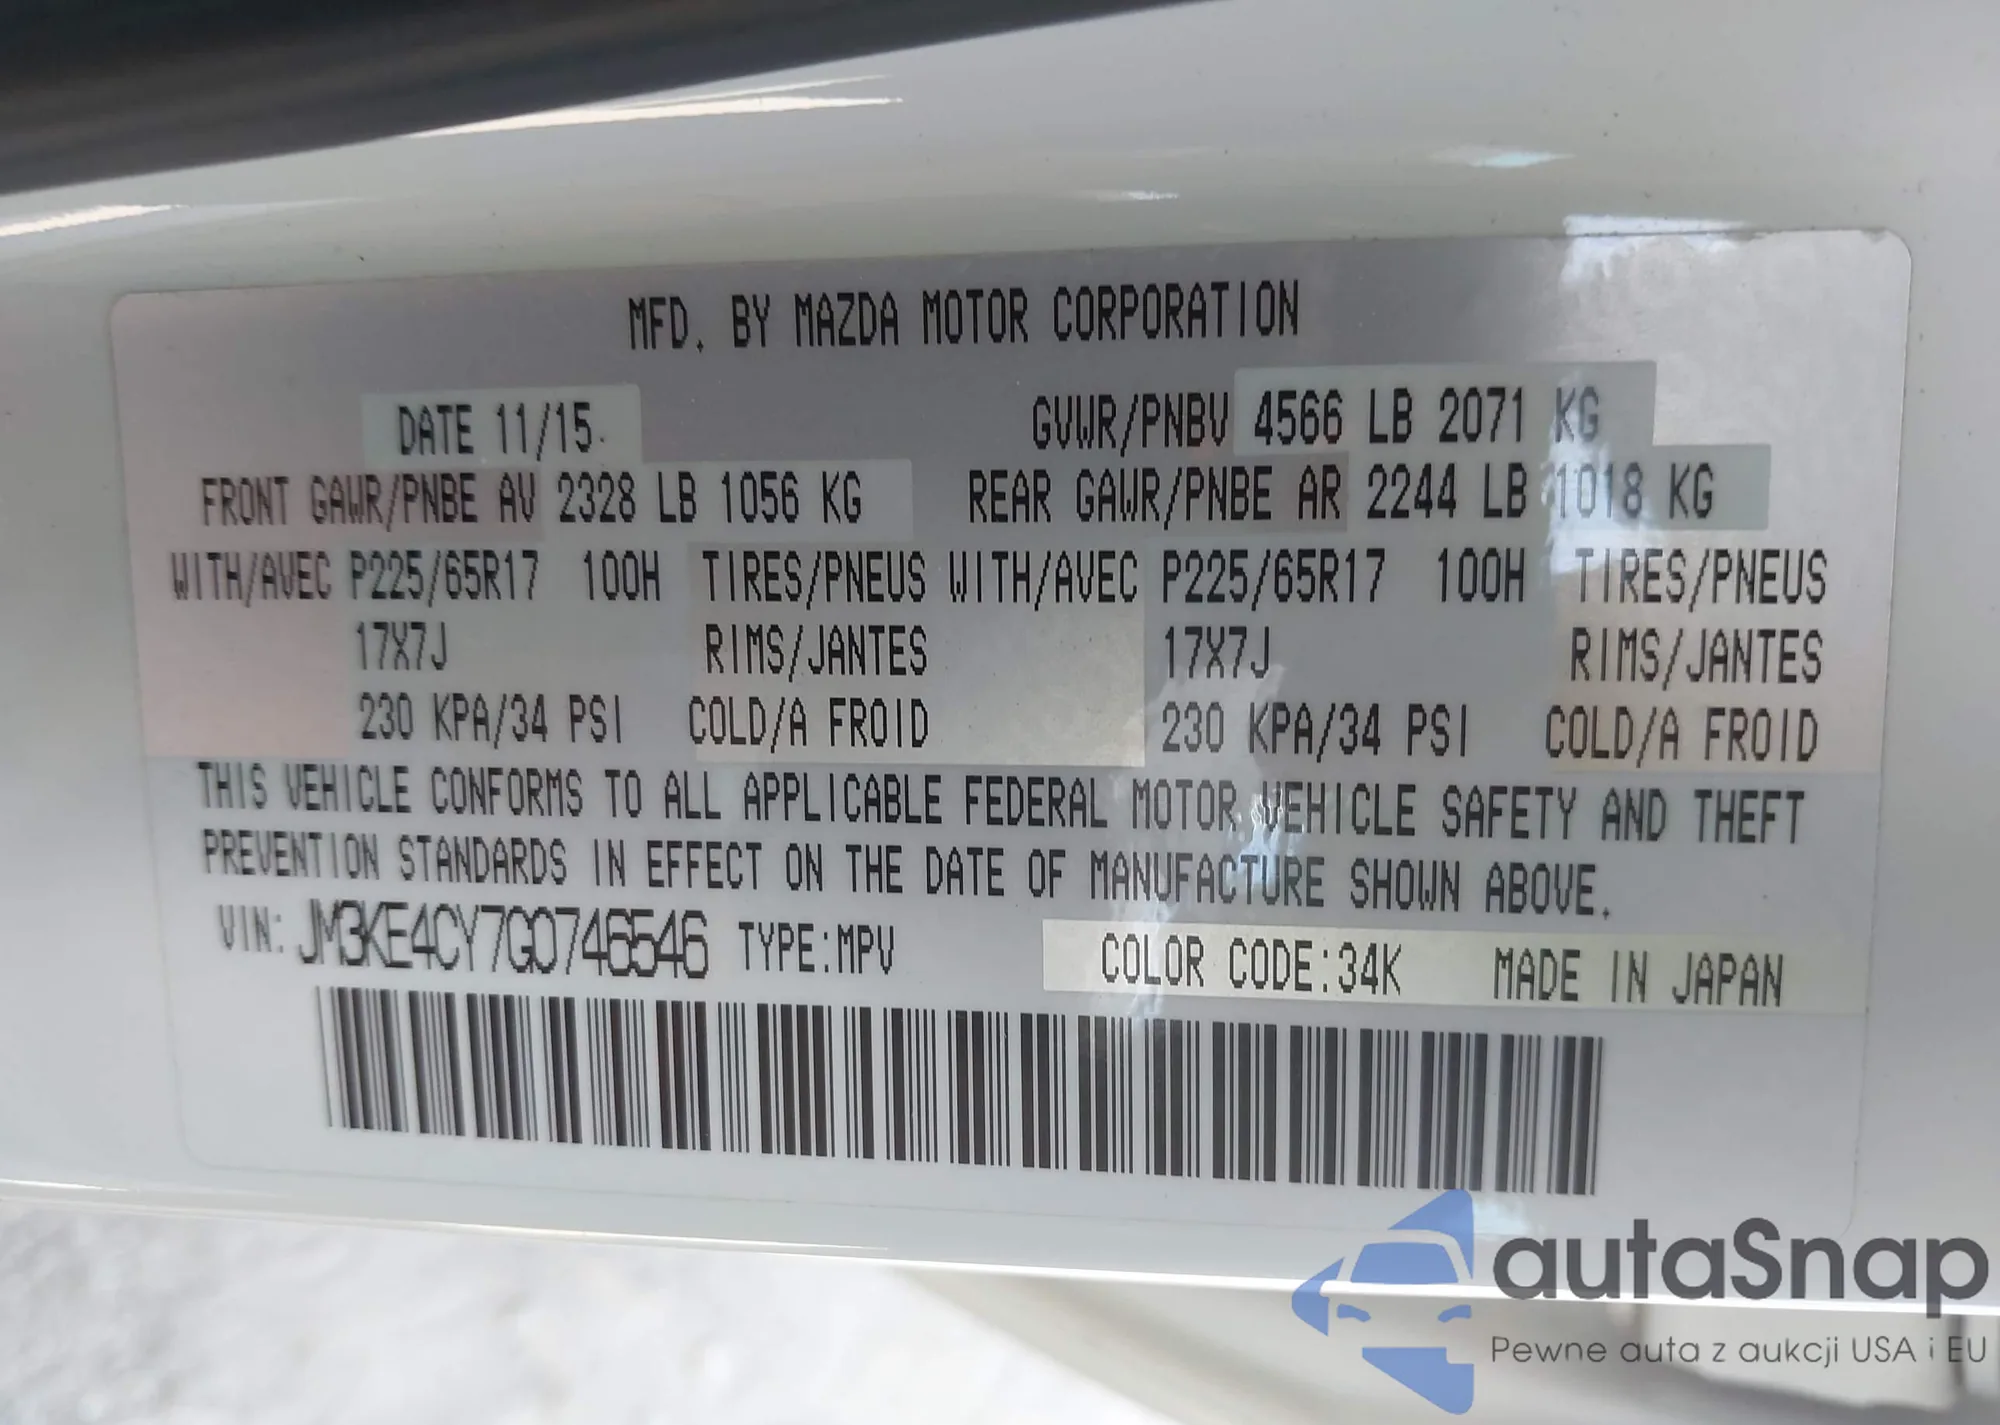 MFD. BY MAZDA MOTOR CORPORATION
DATE 11/15 GVWR/PNBV 4566 LB 2071 KG
FRONT GAWR/PNBE AV 2328 LB 1056 KG REAR GAWR/PNBE AR 2244 LB 1018 KG
WITH/AVEC P225/65R17 100H TIRES/PNEUS WITH/AVEC P225/65R17 100H TIRES/PNEUS
17X7J RIMS/JANTES 17X7J RIMS/JANTES
230 KPA/34 PSI COLD/A FROID 230 KPA/34 PSI COLD/A FROID
THIS VEHICLE CONFORMS TO ALL APPLICABLE FEDERAL MOTOR VEHICLE SAFETY AND THEFT
PREVENTION STANDARDS IN EFFECT ON THE DATE OF MANUFACTURE SHOWN ABOVE.
VIN: JM3KE4CY7G0746546 TYPE:MPV COLOR CODE:34K MADE IN JAPAN
autaSnap
Pewne auta z aukcji USA i EU